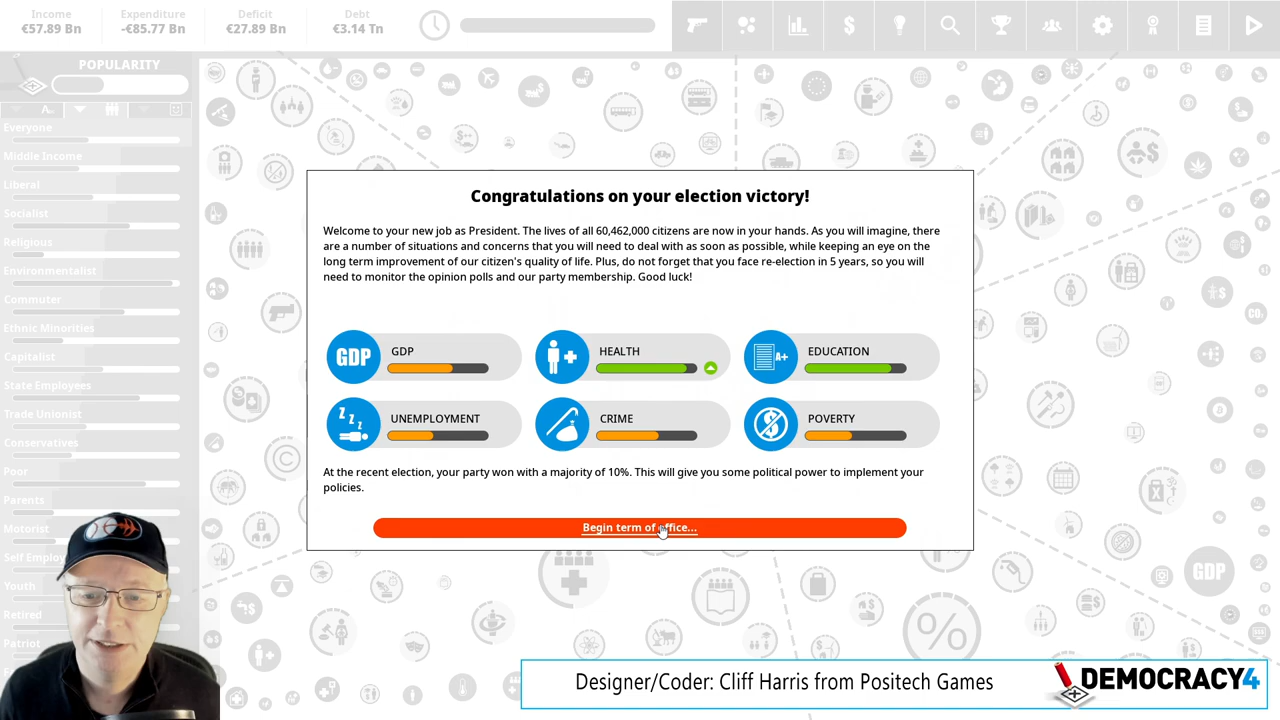 Income
€57.89 Bn
Expenditure
-€85.77 Bn
Deficit
€27.89 Bn
Debt
€3.14 Tn
POPULARITY
Everyone
Middle Income
Liberal
Socialist
Religious
Environmentalist
Commuter
Ethnic Minorities
Capitalist
State Employees
Trade Unionist
Conservatives
Poor
Parents
Motorist
Self Employ
Youth
Retired
Patriot
Congratulations on your election victory!
Welcome to your new job as President. The lives of all 60,462,000 citizens are now in your hands. As you will imagine, there
are a number of situations and concerns that you will need to deal with as soon as possible, while keeping an eye on the
long term improvement of our citizen's quality of life. Plus, do not forget that you face re-election in 5 years, so you will
need to monitor the opinion polls and our party membership. Good luck!
GDP GDP
HEALTH
A+ EDUCATION
ZZZ UNEMPLOYMENT
CRIME
POVERTY
At the recent election, your party won with a majority of 10%. This will give you some political power to implement your
policies.
Begin term of office...
CO₂
GDP
%
Designer/Coder: Cliff Harris from Positech Games
DEMOCRACY4